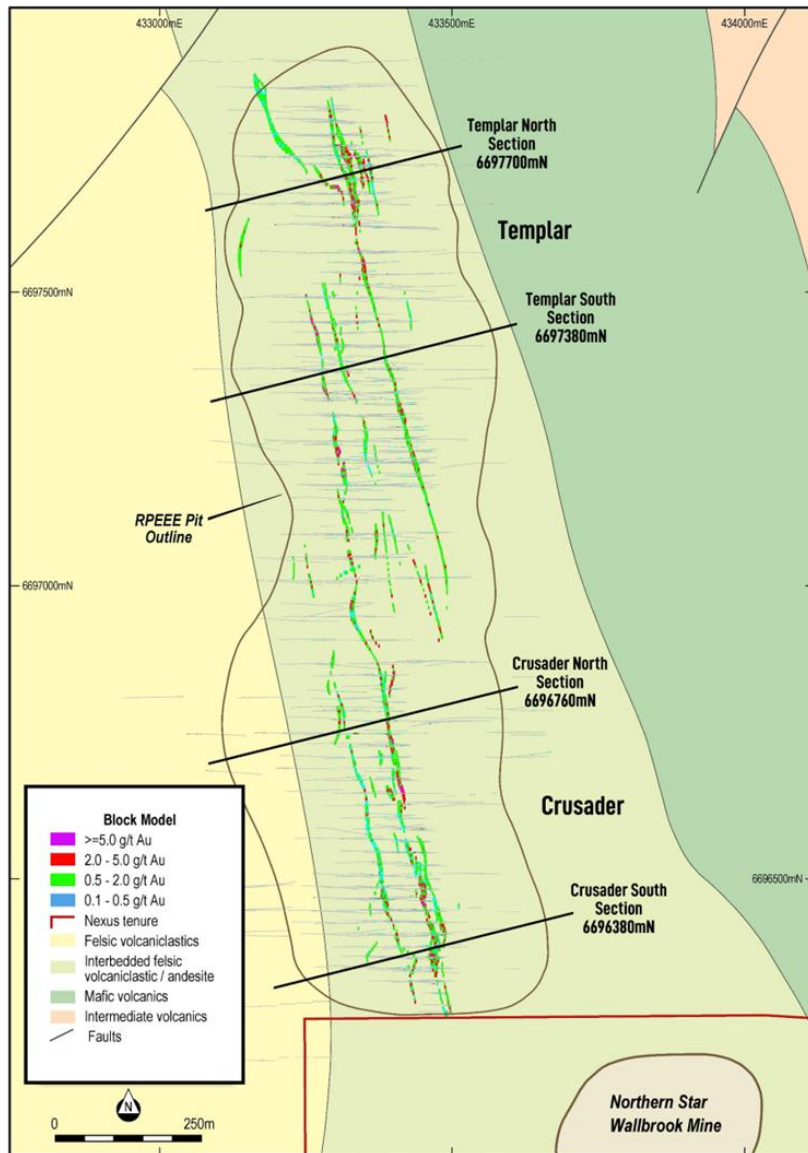 433000mE
433500mE
434000mE
Templar North
Section
6697700mN
Templar
6697500mN
Templar South
Section
6697380mN
RPEEE Pit
Outline
6697000mN
Crusader North
Section
6696760mN
Crusader
6696500mN
Crusader South
Section
6696380mN
Block Model
>=5.0 g/t Au
2.0 - 5.0 g/t Au
0.5 - 2.0 g/t Au
0.1 - 0.5 g/t Au
Nexus tenure
Felsic volcaniclastics
Interbedded felsic
volcaniclastic / andesite
Mafic volcanics
Intermediate volcanics
Faults
N
0
250m
Northern Star
Wallbrook Mine